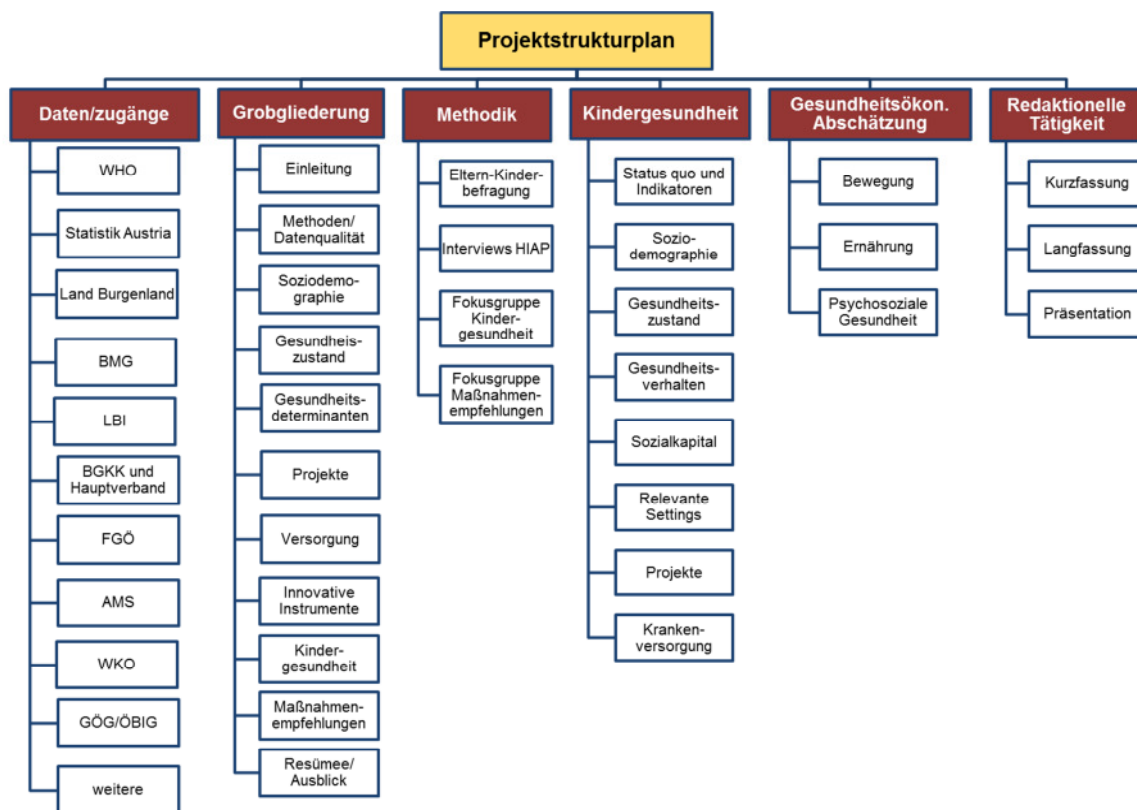 Projektstrukturplan
Daten/zugänge
WHO
Statistik Austria
Land Burgenland
BMG
LBI
BGKK und
Hauptverband
FGÖ
AMS
WKO
GÖG/ÖBIG
weitere
Grobgliederung
Einleitung
Methoden/
Datenqualität
Soziodemo-
graphie
Gesundheis-
zustand
Gesundheits-
determinanten
Projekte
Versorgung
Innovative
Instrumente
Kinder-
gesundheit
Maßnahmen-
empfehlungen
Resümee/
Ausblick
Methodik
Eltern-Kinder-
befragung
Interviews HIAP
Fokusgruppe
Kinder-
gesundheit
Fokusgruppe
Maßnahmen-
empfehlungen
Kindergesundheit
Status quo und
Indikatoren
Sozio-
demographie
Gesundheits-
zustand
Gesundheits-
verhalten
Sozialkapital
Relevante
Settings
Projekte
Kranken-
versorgung
Gesundheitsökon.
Abschätzung
Bewegung
Ernährung
Psychosoziale
Gesundheit
Redaktionelle
Tätigkeit
Kurzfassung
Langfassung
Präsentation